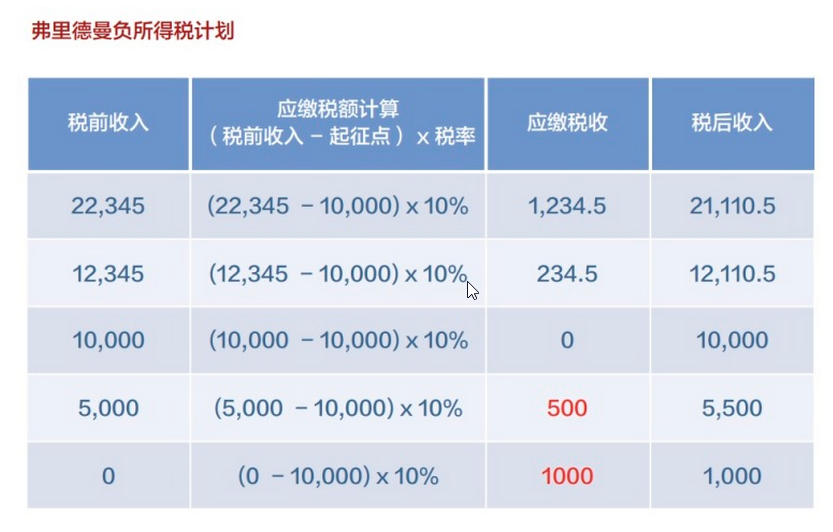 弗里德曼负所得税计划
税前收入 应缴税额计算 应缴税收 税后收入
（ 税前收入 － 起征点 ） x 税率
22,345 (22,345 － 10,000) x 10% 1,234.5 21,110.5
12,345 (12,345 － 10,000) x 10% 234.5 12,110.5
10,000 (10,000 － 10,000) x 10% 0 10,000
5,000 (5,000 － 10,000) x 10% 500 5,500
0 (0 － 10,000) x 10% 1000 1,000